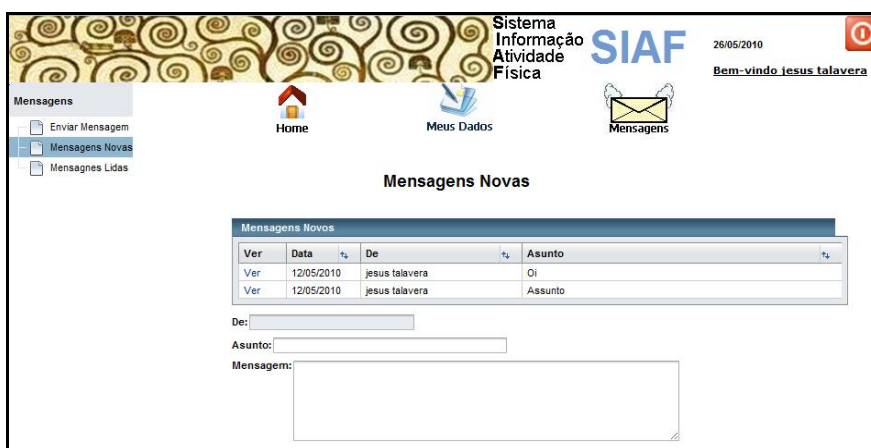 Sistema
Informação
Atividade
Física
SIAF
26/05/2010
Bem-vindo jesus talavera
Mensagens
Enviar Mensagem
Mensagens Novas
Mensagnes Lidas
Home
Meus Dados
Mensagens
Mensagens Novas
Mensagens Novos
Ver Data De Asunto
Ver 12/05/2010 jesus talavera Oi
Ver 12/05/2010 jesus talavera Assunto
De:
Asunto:
Mensagem: